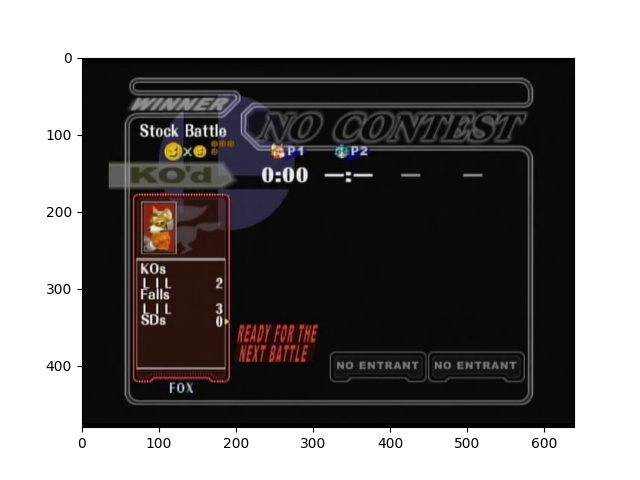 WINNER
NO CONTEST
Stock Battle
P1 P2
KO'd 0:00 —:— — —
KOs
L I L 2
Falls
L I L 3
SDs 0
READY FOR THE
NEXT BATTLE
NO ENTRANT NO ENTRANT
FOX
0
100
200
300
400
0 100 200 300 400 500 600